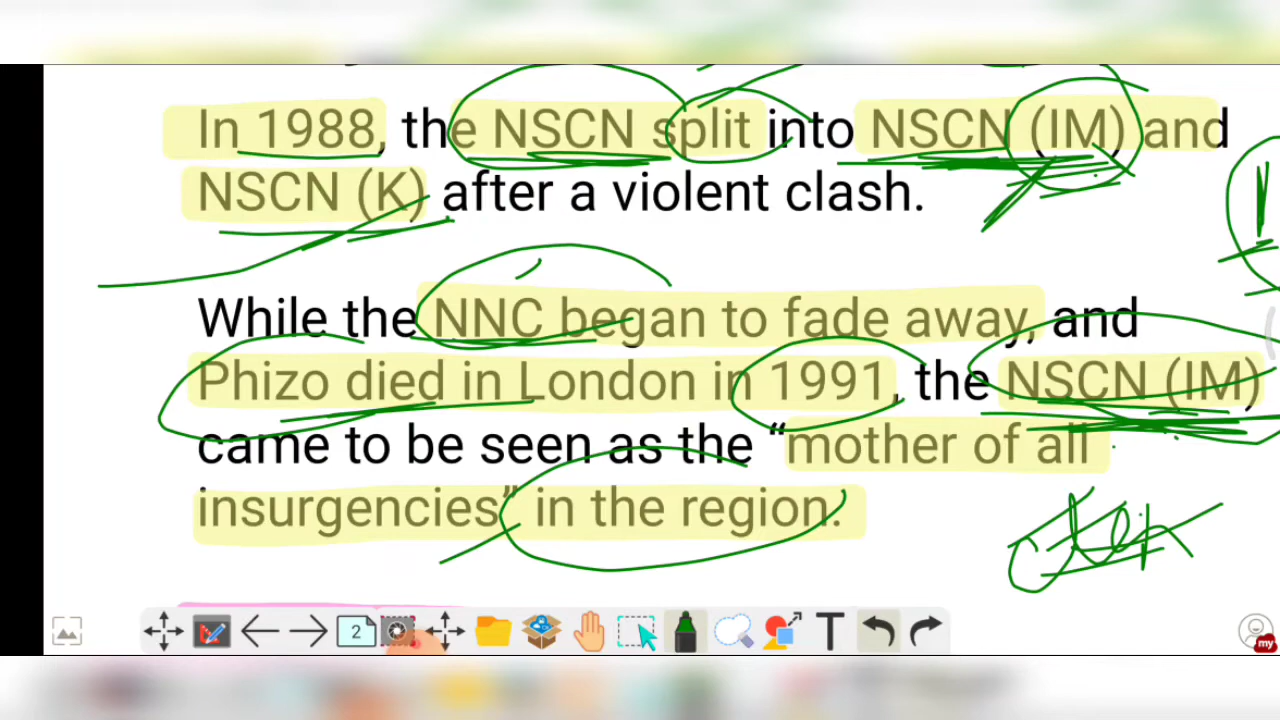 In 1988, the NSCN split into NSCN (IM) and
NSCN (K) after a violent clash.
While the NNC began to fade away, and
Phizo died in London in 1991, the NSCN (IM)
came to be seen as the “mother of all
insurgencies” in the region.
2
T
my